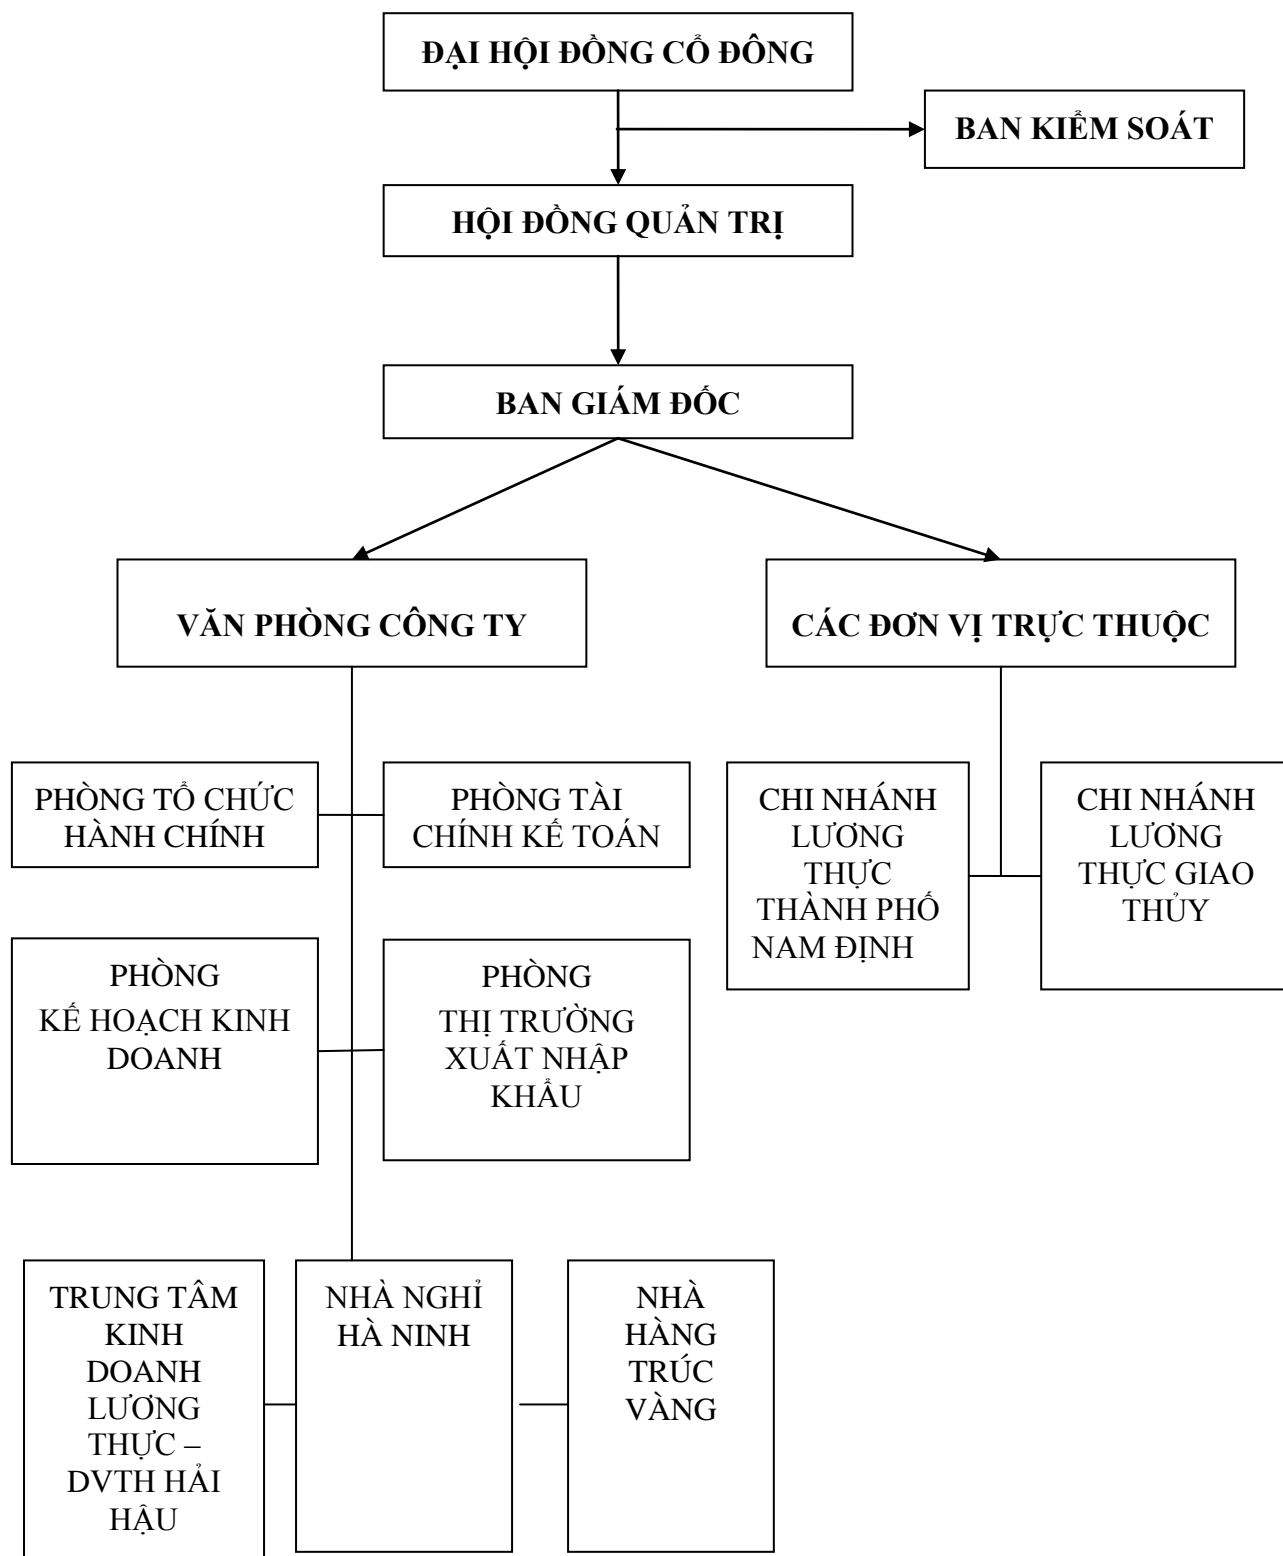 ĐẠI HỘI ĐỒNG CỔ ĐÔNG
BAN KIỂM SOÁT
HỘI ĐỒNG QUẢN TRỊ
BAN GIÁM ĐỐC
VĂN PHÒNG CÔNG TY
CÁC ĐƠN VỊ TRỰC THUỘC
PHÒNG TỔ CHỨC
HÀNH CHÍNH
PHÒNG TÀI
CHÍNH KẾ TOÁN
CHI NHÁNH
LƯƠNG
THỰC
THÀNH PHỐ
NAM ĐỊNH
CHI NHÁNH
LƯƠNG
THỰC GIAO
THỦY
PHÒNG
KẾ HOẠCH KINH
DOANH
PHÒNG
THỊ TRƯỜNG
XUẤT NHẬP
KHẨU
TRUNG TÂM
KINH
DOANH
LƯƠNG
THỰC –
DVTH HẢI
HẬU
NHÀ NGHỈ
HÀ NINH
NHÀ
HÀNG
TRÚC
VÀNG